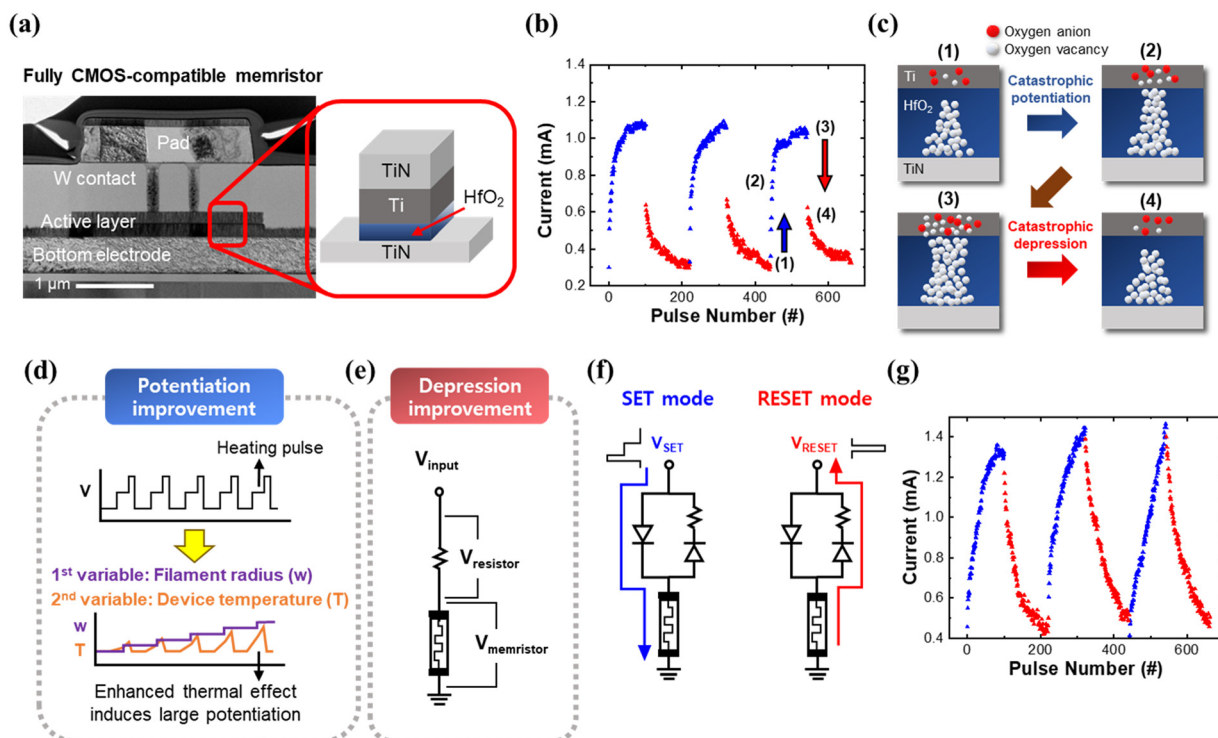 (a)
Fully CMOS-compatible memristor
Pad
W contact
Active layer
Bottom electrode
1 µm
TiN
Ti
HfO₂
TiN
(b)
Current (mA)
1.4
1.2
1.0
0.8
0.6
0.4
0.2
0
200
400
600
Pulse Number (#)
(1)
(2)
(3)
(4)
(c)
Oxygen anion
Oxygen vacancy
(1)
(2)
Ti
HfO₂
TiN
Catastrophic
potentiation
(3)
(4)
Catastrophic
depression
(d)
Potentiation
improvement
Heating pulse
V
1st variable: Filament radius (w)
2nd variable: Device temperature (T)
w
T
Enhanced thermal effect
induces large potentiation
(e)
Depression
improvement
Vinput
Vresistor
Vmemristor
(f)
SET mode
RESET mode
VSET
VRESET
(g)
Current (mA)
1.4
1.2
1.0
0.8
0.6
0.4
0
200
400
600
Pulse Number (#)